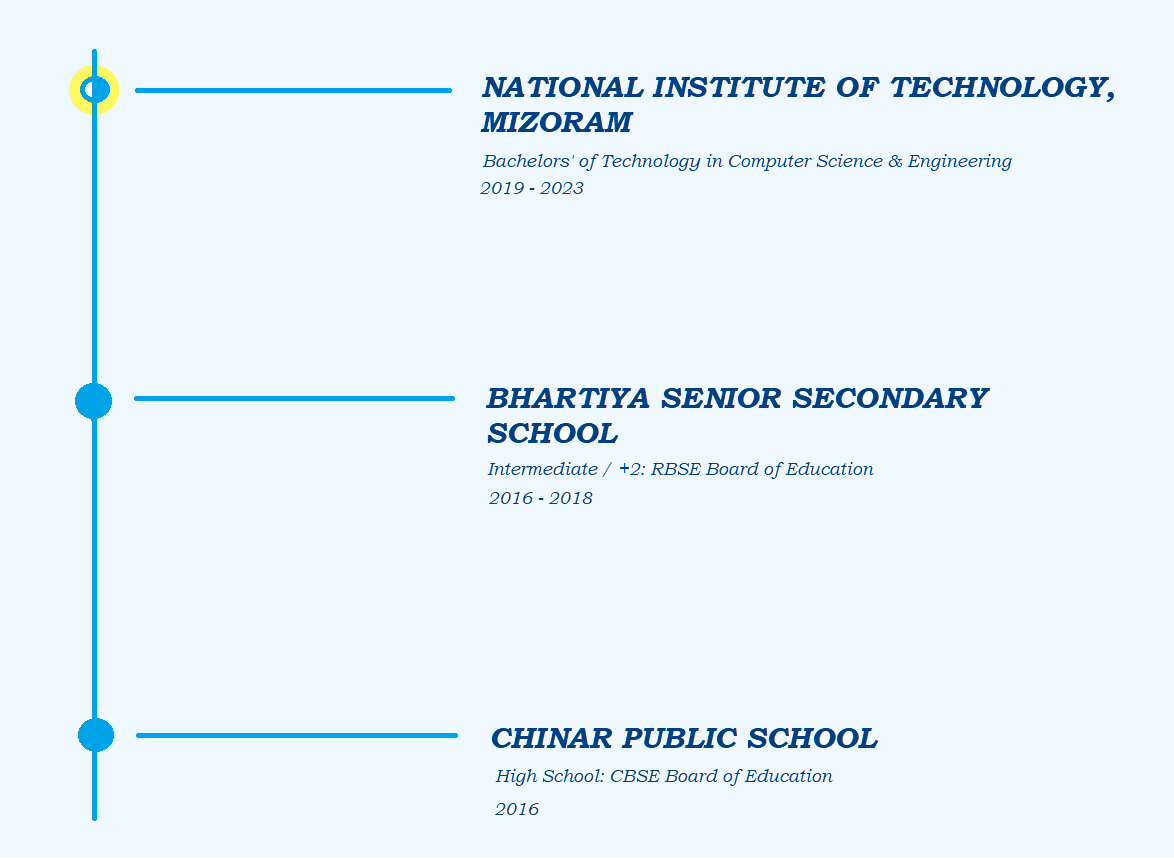 NATIONAL INSTITUTE OF TECHNOLOGY,
MIZORAM
Bachelors' of Technology in Computer Science & Engineering
2019 - 2023
BHARTIYA SENIOR SECONDARY
SCHOOL
Intermediate / +2: RBSE Board of Education
2016 - 2018
CHINAR PUBLIC SCHOOL
High School: CBSE Board of Education
2016